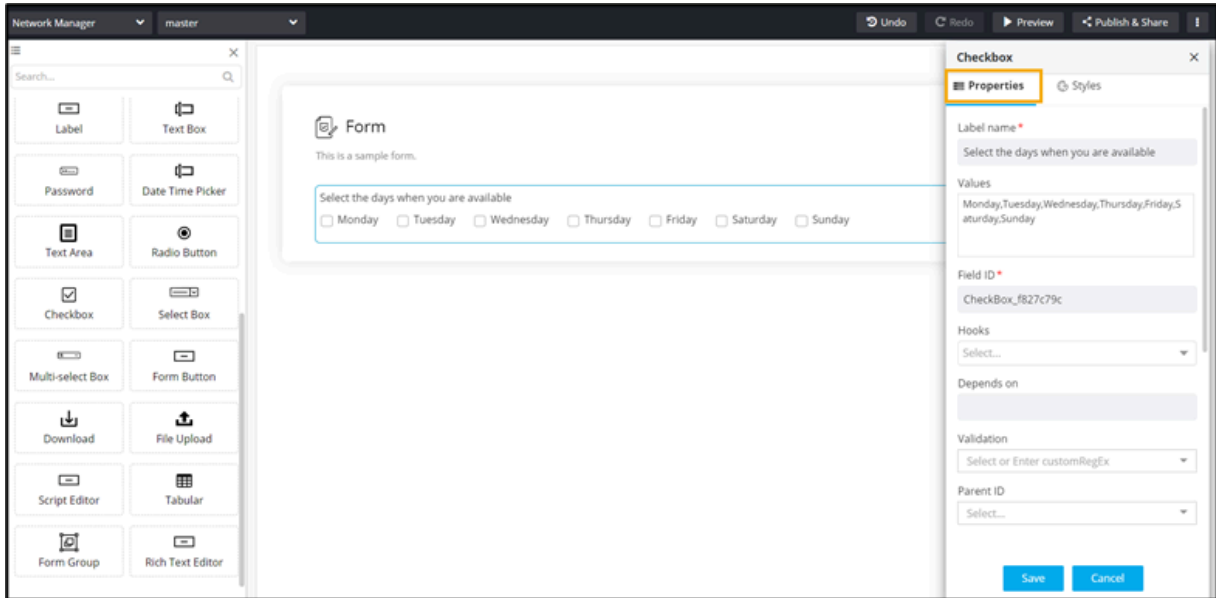 Network Manager master Undo Redo Preview Publish & Share
Search...
Label Text Box
Password Date Time Picker
Text Area Radio Button
Checkbox Select Box
Multi-select Box Form Button
Download File Upload
Script Editor Tabular
Form Group Rich Text Editor
Form
This is a sample form.
Select the days when you are available
Monday Tuesday Wednesday Thursday Friday Saturday Sunday
Checkbox
Properties Styles
Label name *
Select the days when you are available
Values
Monday,Tuesday,Wednesday,Thursday,Friday,S
aturday,Sunday
Field ID *
CheckBox_f827c79c
Hooks
Select...
Depends on
Validation
Select or Enter customRegEx
Parent ID
Select...
Save Cancel